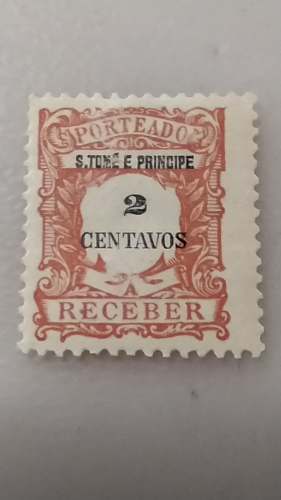 PORTEADO
S. TOMÉ E PRINCIPE
2
CENTAVOS
RECEBER